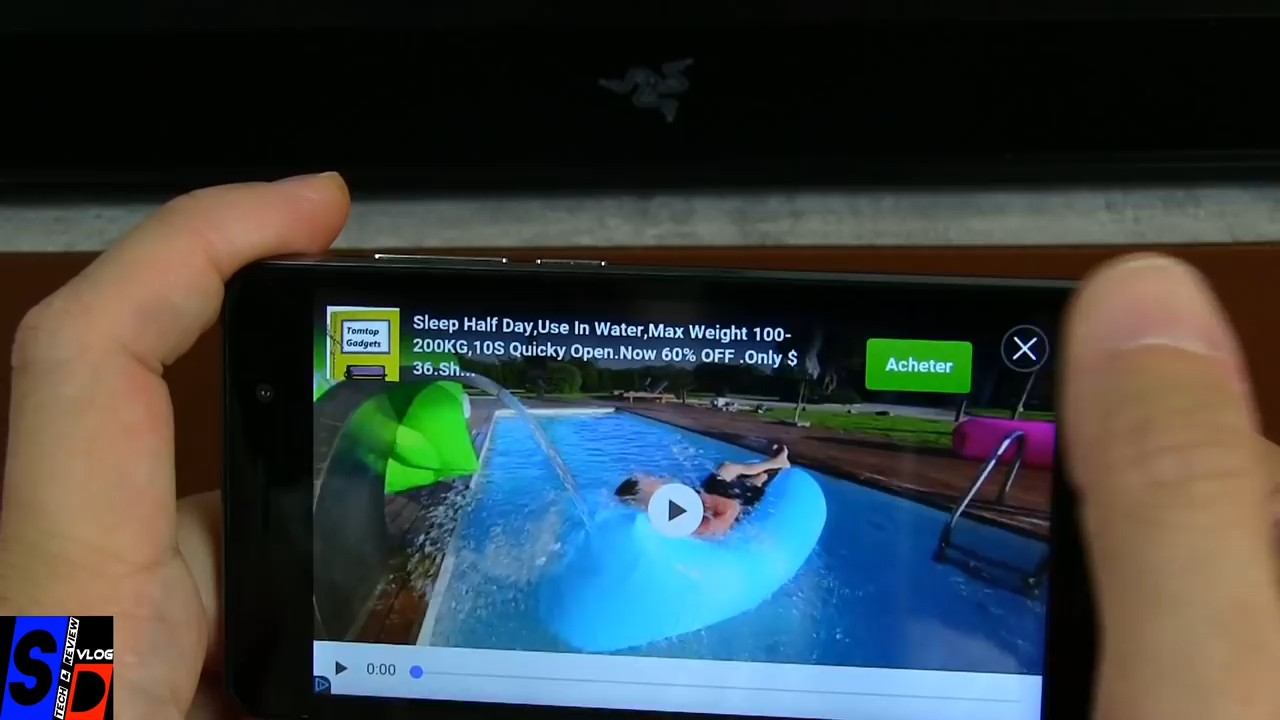 Tomtop
Gadgets
Sleep Half Day,Use In Water,Max Weight 100-
200KG,10S Quicky Open.Now 60% OFF .Only $
36.Sh...
Acheter
0:00
SD
TECH & REVIEW
VLOG